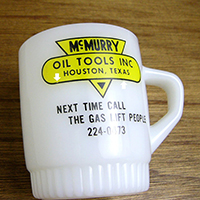 McMURRY
OIL TOOLS INC
HOUSTON, TEXAS
NEXT TIME CALL
THE GAS LIFT PEOPLE